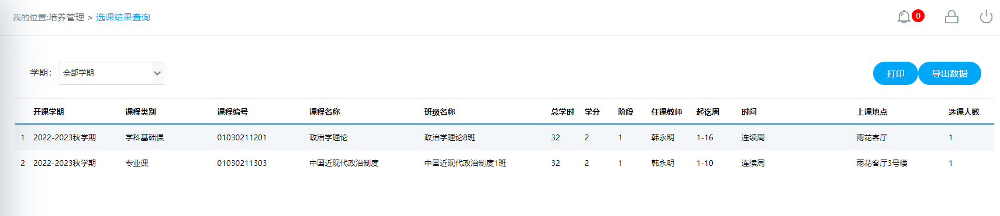 我的位置:培养管理 > 选课结果查询 0
学期： 全部学期 打印 导出数据
开课学期 课程类别 课程编号 课程名称 班级名称 总学时 学分 阶段 任课教师 起讫周 时间 上课地点 选课人数
1 2022-2023秋学期 学科基础课 01030211201 政治学理论 政治学理论8班 32 2 1 韩永明 1-16 连续周 雨花客厅 1
2 2022-2023秋学期 专业课 01030211303 中国近现代政治制度 中国近现代政治制度1班 32 2 1 韩永明 1-10 连续周 雨花客厅3号楼 1